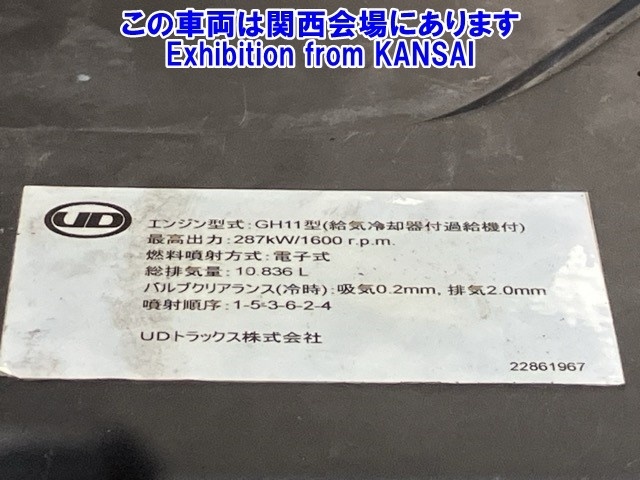 この車両は関西会場にあります
Exhibition from KANSAI
UD
エンジン型式:GH11型(給気冷却器付過給機付)
最高出力:287kW/1600 r.p.m.
燃料噴射方式:電子式
総排気量:10.836 L
バルブクリアランス(冷時):吸気0.2mm, 排気2.0mm
噴射順序:1-5-3-6-2-4
UDトラックス株式会社
22861967